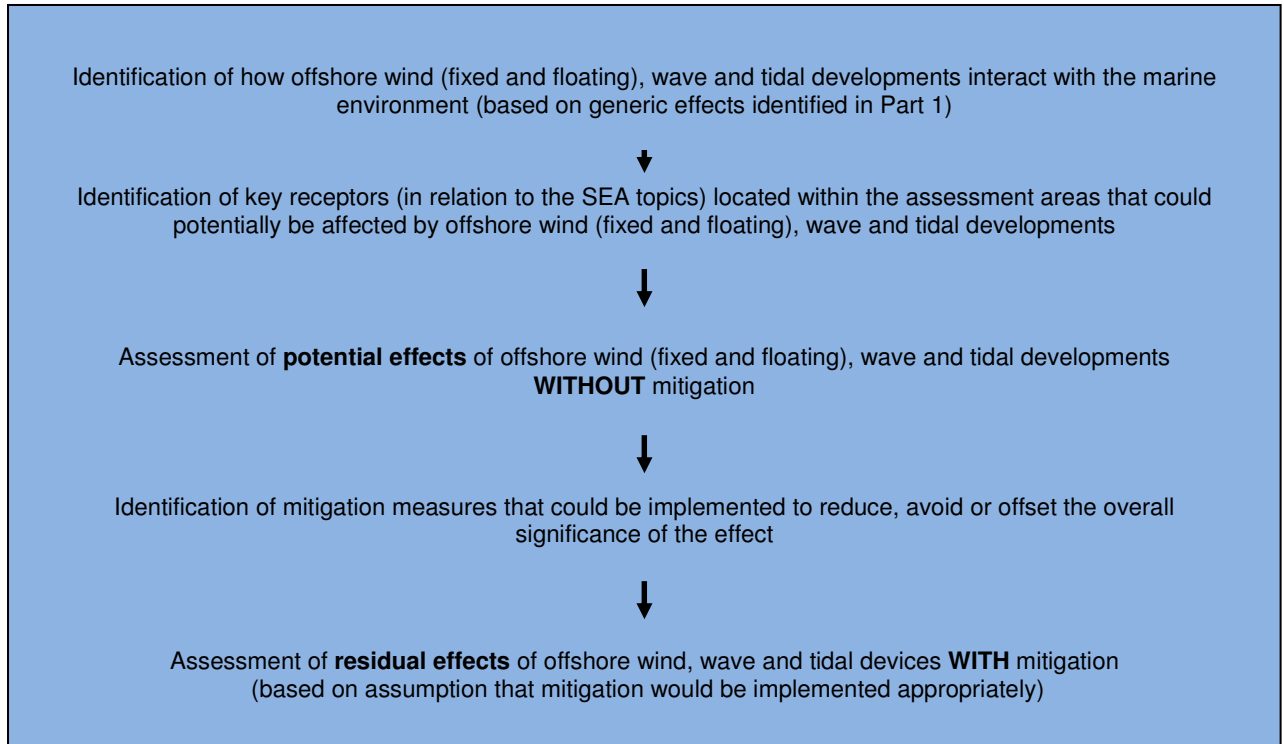 Identification of how offshore wind (fixed and floating), wave and tidal developments interact with the marine
environment (based on generic effects identified in Part 1)
Identification of key receptors (in relation to the SEA topics) located within the assessment areas that could
potentially be affected by offshore wind (fixed and floating), wave and tidal developments
Assessment of potential effects of offshore wind (fixed and floating), wave and tidal developments
WITHOUT mitigation
Identification of mitigation measures that could be implemented to reduce, avoid or offset the overall
significance of the effect
Assessment of residual effects of offshore wind, wave and tidal devices WITH mitigation
(based on assumption that mitigation would be implemented appropriately)